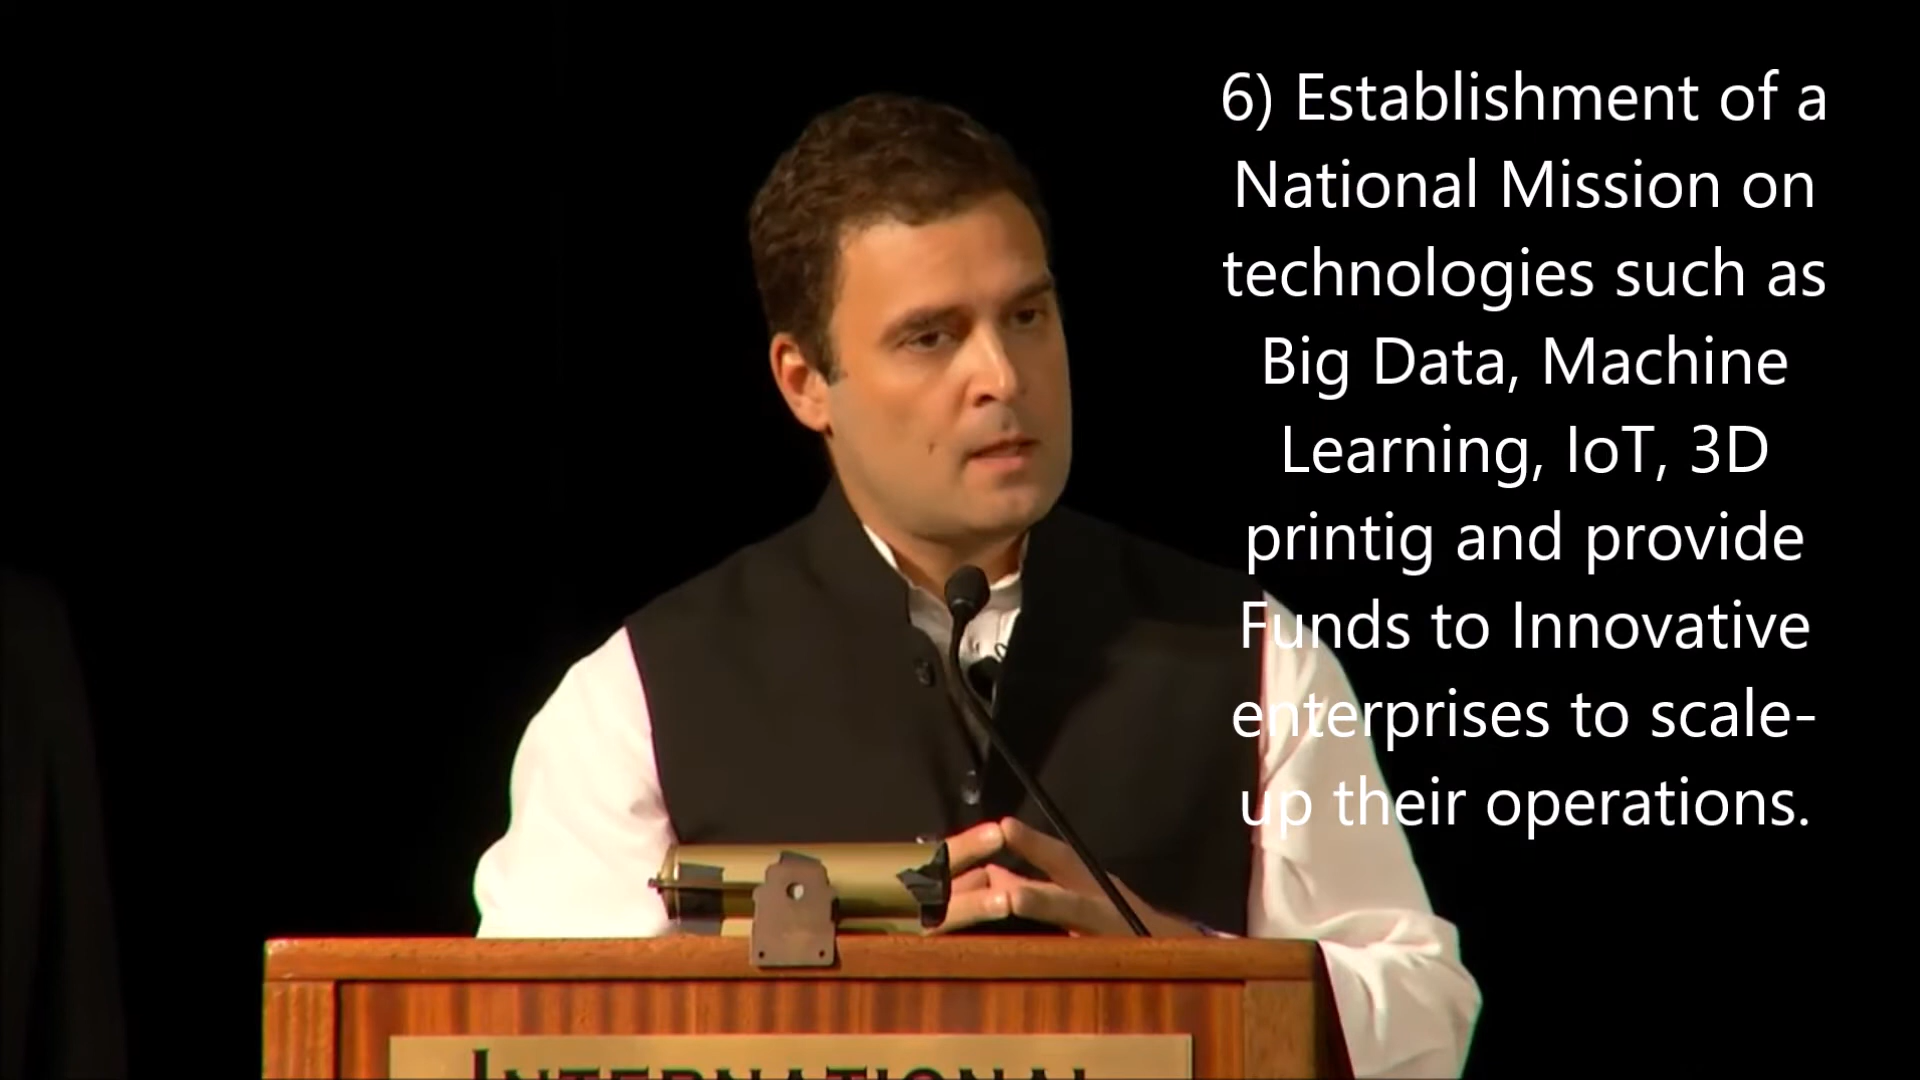 6) Establishment of a
National Mission on
technologies such as
Big Data, Machine
Learning, IoT, 3D
printig and provide
Funds to Innovative
enterprises to scale-
up their operations.
INTERNATIONAL